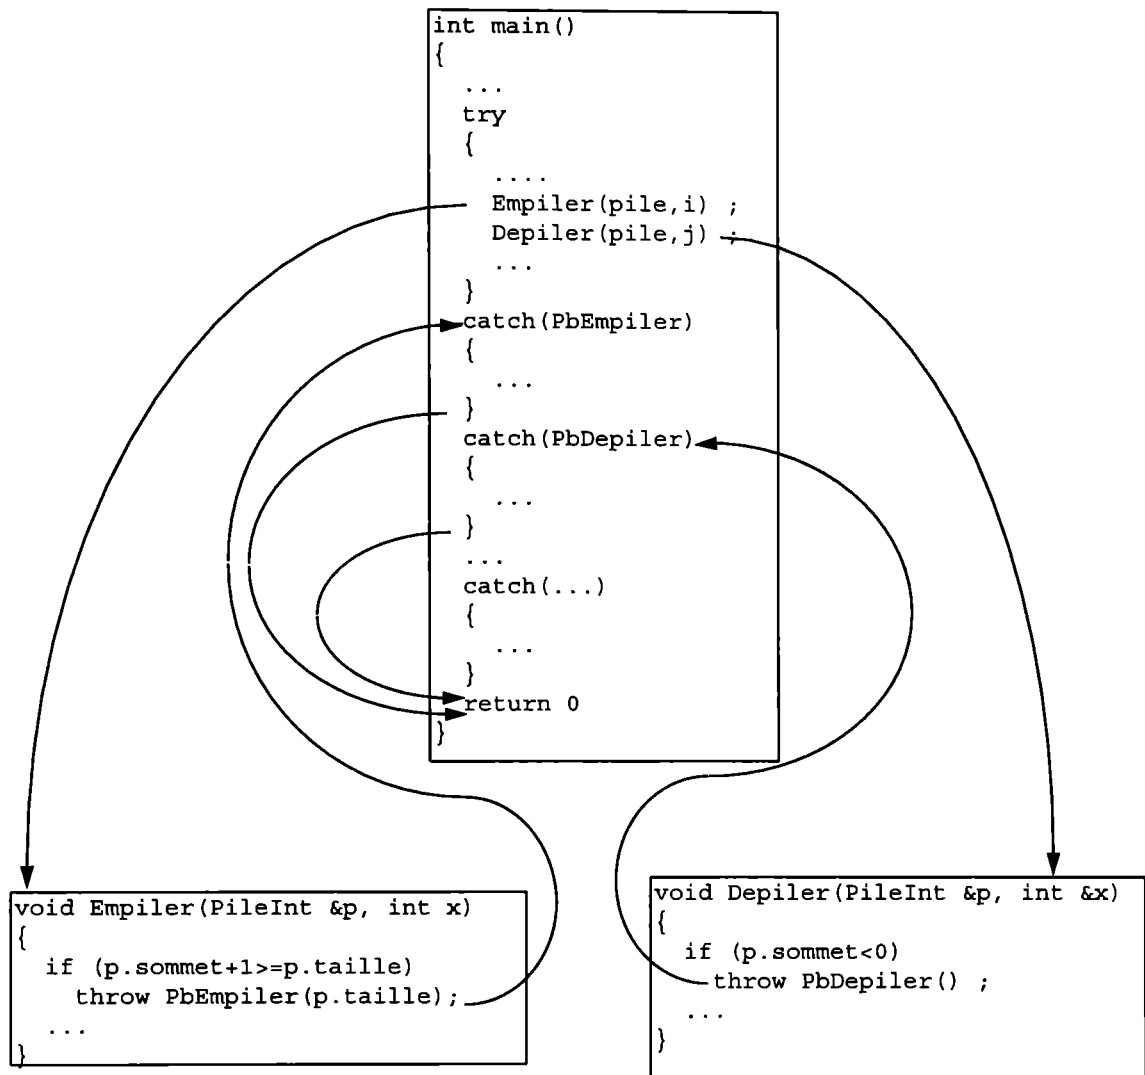 int main()
{
...
try
{
....
Empiler(pile,i) ;
Depiler(pile,j) ;
...
}
catch(PbEmpiler)
{
...
}
catch(PbDepiler)
{
...
}
...
catch(...)
{
...
}
return 0
}
void Empiler(PileInt &p, int x)
{
if (p.sommet+1>=p.taille)
throw PbEmpiler(p.taille);
...
}
void Depiler(PileInt &p, int &x)
{
if (p.sommet<0)
throw PbDepiler() ;
...
}